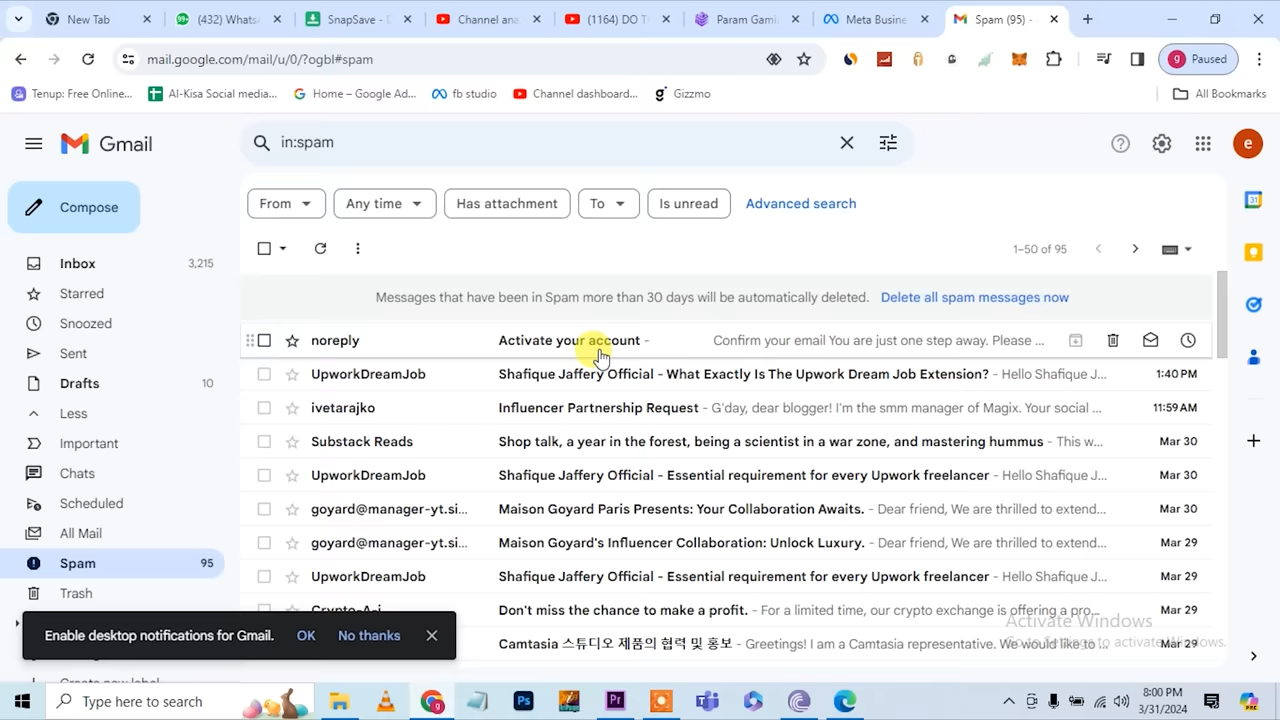 New Tab
(432) Whats
SnapSave - D
Channel ana
(1164) DO T
Param Gami
Meta Busine
Spam (95) -
mail.google.com/mail/u/0/?ogbl#spam
g Paused
Tenup: Free Online...
Al-Kisa Social media...
Home – Google Ad...
fb studio
Channel dashboard...
Gizzmo
All Bookmarks
Gmail
in:spam
e
Compose
From
Any time
Has attachment
To
Is unread
Advanced search
1–50 of 95
Inbox 3,215
Starred
Snoozed
Sent
Drafts 10
Less
Important
Chats
Scheduled
All Mail
Spam 95
Trash
Messages that have been in Spam more than 30 days will be automatically deleted. Delete all spam messages now
noreply Activate your account - Confirm your email You are just one step away. Please ...
UpworkDreamJob Shafique Jaffery Official - What Exactly Is The Upwork Dream Job Extension? - Hello Shafique J... 1:40 PM
ivetarajko Influencer Partnership Request - G'day, dear blogger! I'm the smm manager of Magix. Your social ... 11:59 AM
Substack Reads Shop talk, a year in the forest, being a scientist in a war zone, and mastering hummus - This w... Mar 30
UpworkDreamJob Shafique Jaffery Official - Essential requirement for every Upwork freelancer - Hello Shafique J... Mar 30
goyard@manager-yt.si... Maison Goyard Paris Presents: Your Collaboration Awaits. - Dear friend, We are thrilled to extend... Mar 30
goyard@manager-yt.si... Maison Goyard's Influencer Collaboration: Unlock Luxury. - Dear friend, We are thrilled to extend... Mar 29
UpworkDreamJob Shafique Jaffery Official - Essential requirement for every Upwork freelancer - Hello Shafique J... Mar 29
Crypto-A-i Don't miss the chance to make a profit. - For a limited time, our crypto exchange is offering a pro... Mar 29
Camtasia 스튜디오 제품의 협력 및 홍보 - Greetings! I am a Camtasia representative. We would like to ... Mar 29
Enable desktop notifications for Gmail. OK No thanks
Create new label
Activate Windows
Go to Settings to activate Windows.
Type here to search
8:00 PM
3/31/2024